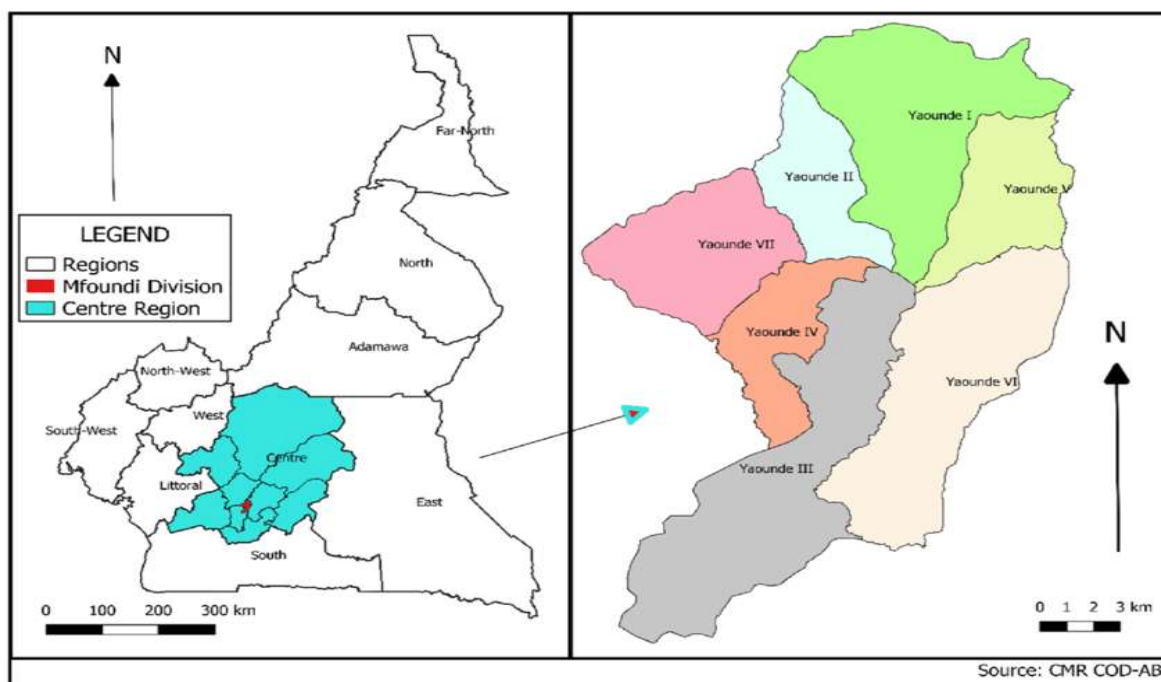 N
Far-North
LEGEND
Regions
Mfoundi Division
Centre Region
North
Adamawa
North-West
West
South-West
Centre
Littoral
East
South
0 100 200 300 km
Yaounde I
Yaounde II
Yaounde V
Yaounde VII
Yaounde IV
Yaounde VI
Yaounde III
N
0 1 2 3 km
Source: CMR COD-AB